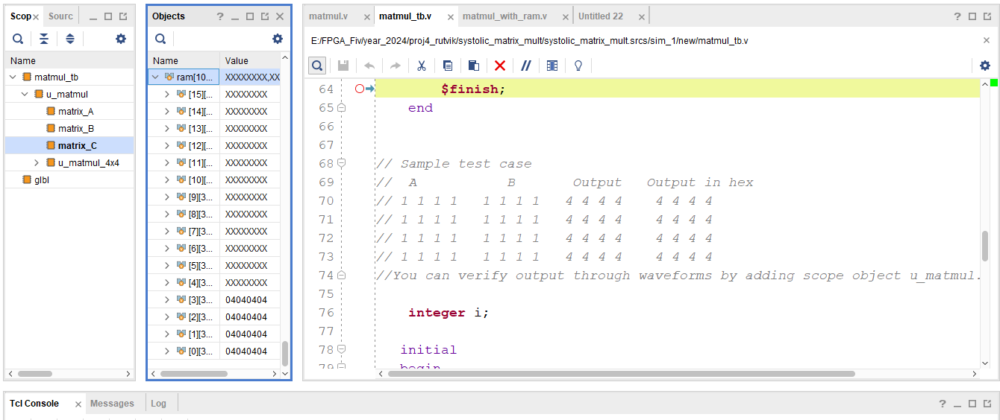 Scop
Sourc
Name
matmul_tb
u_matmul
matrix_A
matrix_B
matrix_C
u_matmul_4x4
glbl
Objects
Name Value
ram[10... XXXXXXXX,XX
[15][... XXXXXXXX
[14][... XXXXXXXX
[13][... XXXXXXXX
[12][... XXXXXXXX
[11][... XXXXXXXX
[10][... XXXXXXXX
[9][3... XXXXXXXX
[8][3... XXXXXXXX
[7][3... XXXXXXXX
[6][3... XXXXXXXX
[5][3... XXXXXXXX
[4][3... XXXXXXXX
[3][3... 04040404
[2][3... 04040404
[1][3... 04040404
[0][3... 04040404
matmul.v
matmul_tb.v
matmul_with_ram.v
Untitled 22
E:/FPGA_Fiv/year_2024/proj4_rutvik/systolic_matrix_mult/systolic_matrix_mult.srcs/sim_1/new/matmul_tb.v
64 $finish;
65 end
66
67
68 // Sample test case
69 // A B Output Output in hex
70 // 1 1 1 1 1 1 1 1 4 4 4 4 4 4 4 4
71 // 1 1 1 1 1 1 1 1 4 4 4 4 4 4 4 4
72 // 1 1 1 1 1 1 1 1 4 4 4 4 4 4 4 4
73 // 1 1 1 1 1 1 1 1 4 4 4 4 4 4 4 4
74 //You can verify output through waveforms by adding scope object u_matmul.
75
76 integer i;
77
78 initial
79 begin
Tcl Console
Messages
Log